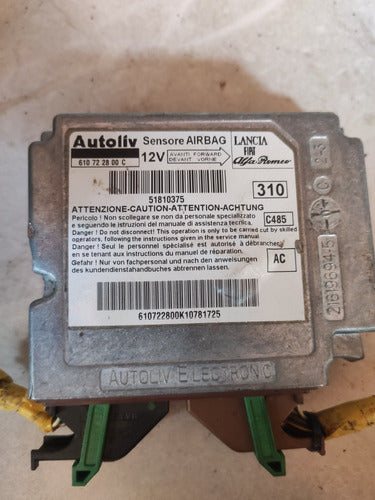 Autoliv
610 72 28 00 C
Sensore AIRBAG
12V
AVANTI FORWARD
DEVANT VORNE
LANCIA
FIAT
Alfa Romeo
51810375
310
ATTENZIONE-CAUTION-ATTENTION-ACHTUNG
C485
Pericolo ! Non scollegare se non da personale specializzato
e seguendo le istruzioni del manuale di assistenza tecnica.
Danger ! Do not disconnect! This operation is only to be carried cut by skilled
operators, following the instructions given in the service manual
Danger ! Seul le personnel spécialisé est autorisé à débrancher
en se tenant aux instructions du manuel de réparation.
Gefahr ! Nur von fachpersonal und nach den anweisungen
des kundendiensthandbuches abhangen.
AC
610722800K10781725
AUTOLIV ELECTRONIC